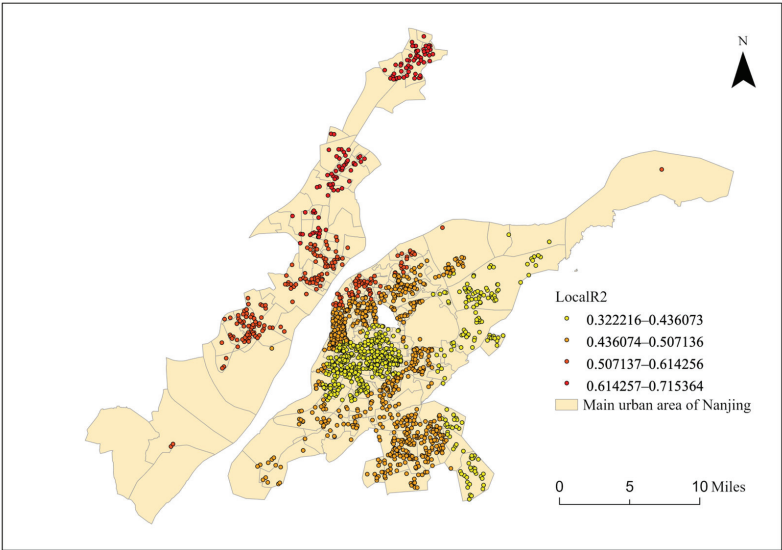 N
LocalR2
0.322216–0.436073
0.436074–0.507136
0.507137–0.614256
0.614257–0.715364
Main urban area of Nanjing
0 5 10 Miles